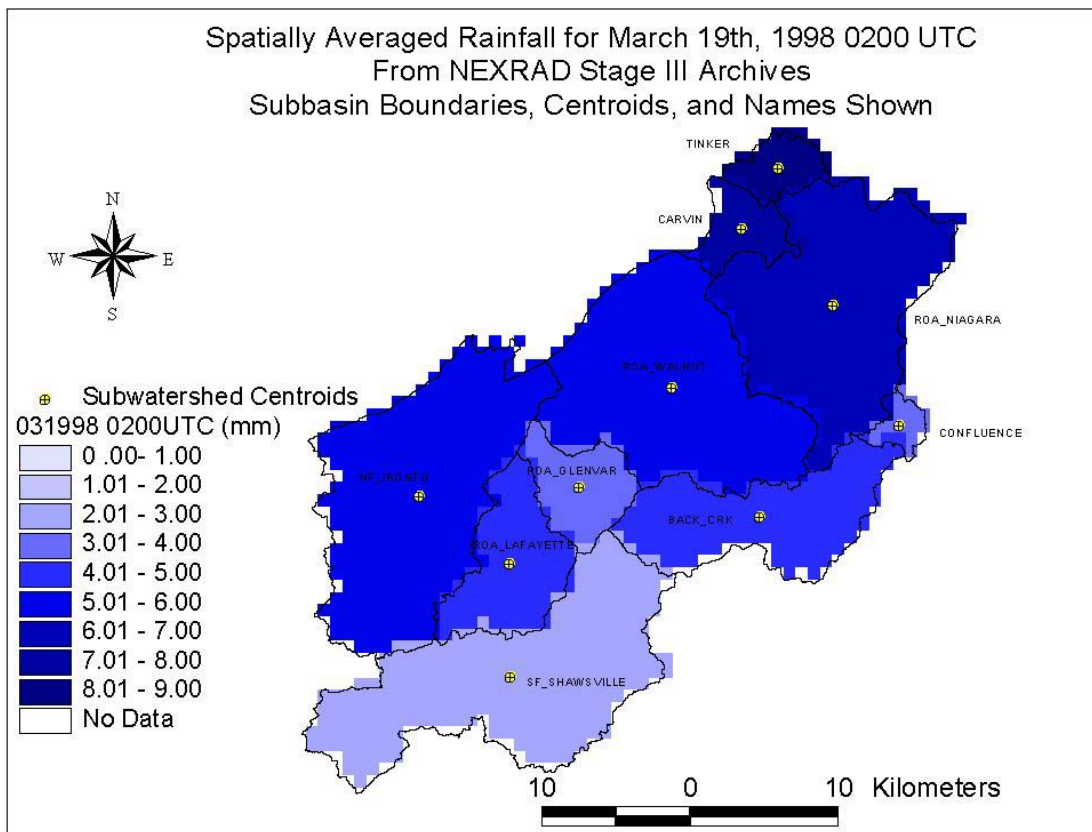 Spatially Averaged Rainfall for March 19th, 1998 0200 UTC
From NEXRAD Stage III Archives
Subbasin Boundaries, Centroids, and Names Shown
TINKER
CARVIN
N
W E
S
ROA_NIAGARA
ROA_WALNUT
CONFLUENCE
NF_IRONTO
ROA_GLENVAR
BACK_CRK
ROA_LAFAYETTE
SF_SHAWSVILLE
Subwatershed Centroids
031998 0200UTC (mm)
0 .00- 1.00
1.01 - 2.00
2.01 - 3.00
3.01 - 4.00
4.01 - 5.00
5.01 - 6.00
6.01 - 7.00
7.01 - 8.00
8.01 - 9.00
No Data
10 0 10 Kilometers